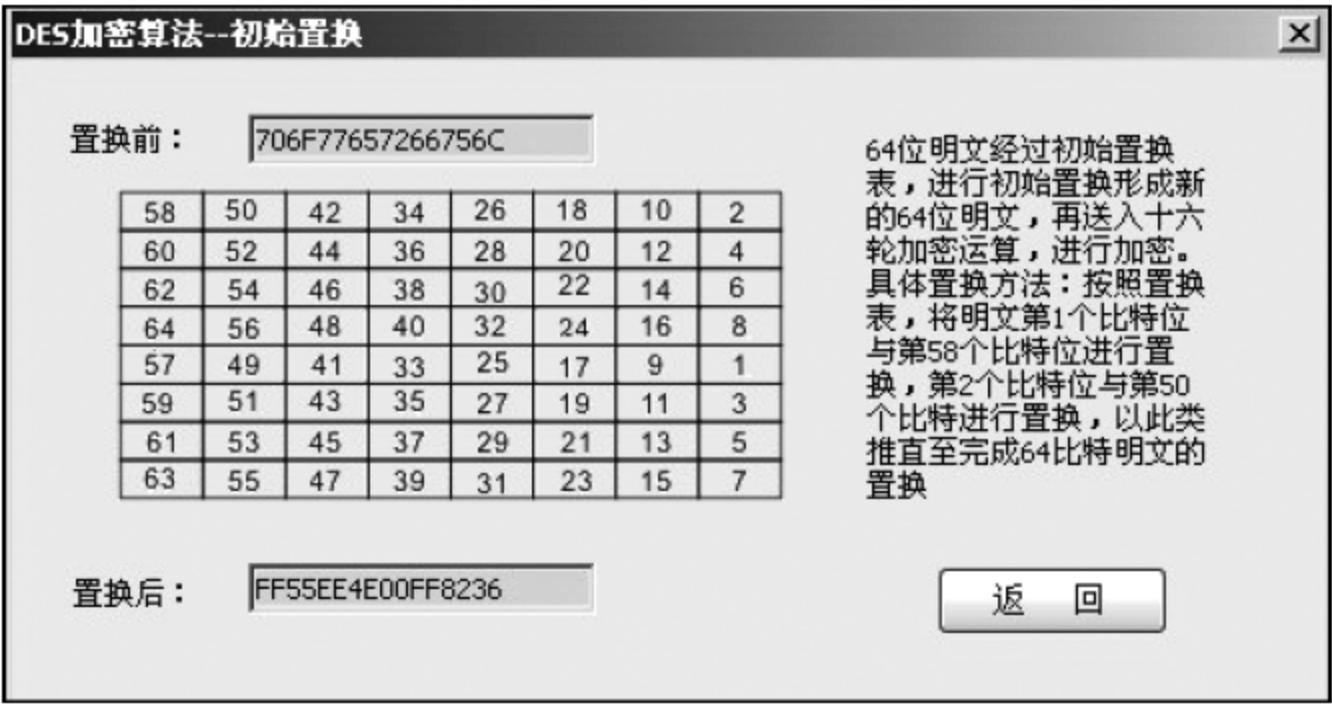 DES加密算法--初始置换
置换前：
706F77657266756C
58 50 42 34 26 18 10 2
60 52 44 36 28 20 12 4
62 54 46 38 30 22 14 6
64 56 48 40 32 24 16 8
57 49 41 33 25 17 9 1
59 51 43 35 27 19 11 3
61 53 45 37 29 21 13 5
63 55 47 39 31 23 15 7
置换后：
FF55EE4E00FF8236
64位明文经过初始置换
表，进行初始置换形成新
的64位明文，再送入十六
轮加密运算，进行加密。
具体置换方法：按照置换
表，将明文第1个比特位
与第58个比特位进行置
换，第2个比特位与第50
个比特进行置换，以此类
推直至完成64比特明文的
置换
返 回